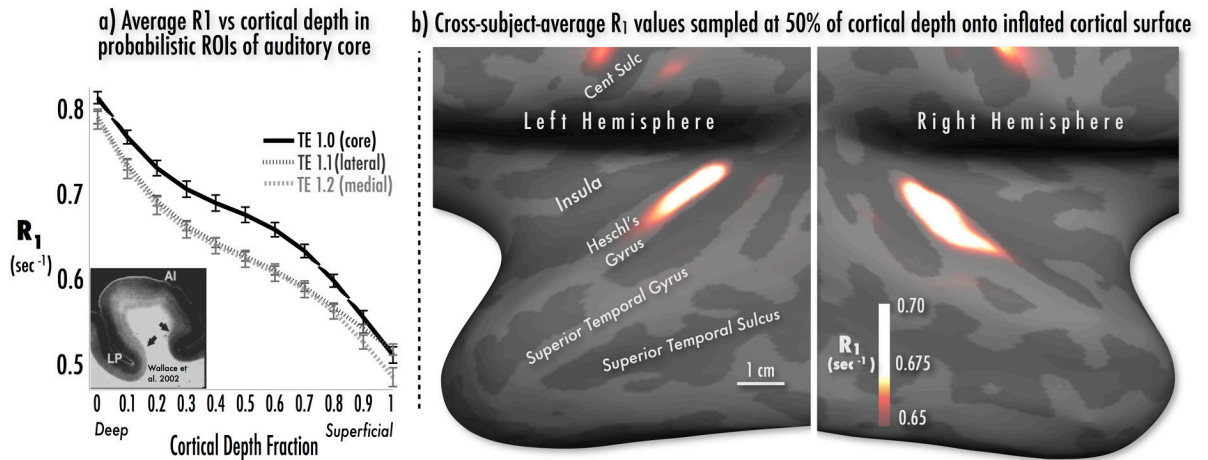 a) Average R1 vs cortical depth in
probabilistic ROIs of auditory core
0.8
0.7
0.6
0.5
R1
(sec -1)
TE 1.0 (core)
TE 1.1 (lateral)
TE 1.2 (medial)
AI
LP
Wallace et
al. 2002
0 0.1 0.2 0.3 0.4 0.5 0.6 0.7 0.8 0.9 1
Deep
Superficial
Cortical Depth Fraction
b) Cross-subject-average R1 values sampled at 50% of cortical depth onto inflated cortical surface
Cent Sulc
Left Hemisphere
Insula
Heschl's
Gyrus
Superior Temporal Gyrus
Superior Temporal Sulcus
1 cm
Right Hemisphere
R1
(sec -1)
0.70
0.675
0.65